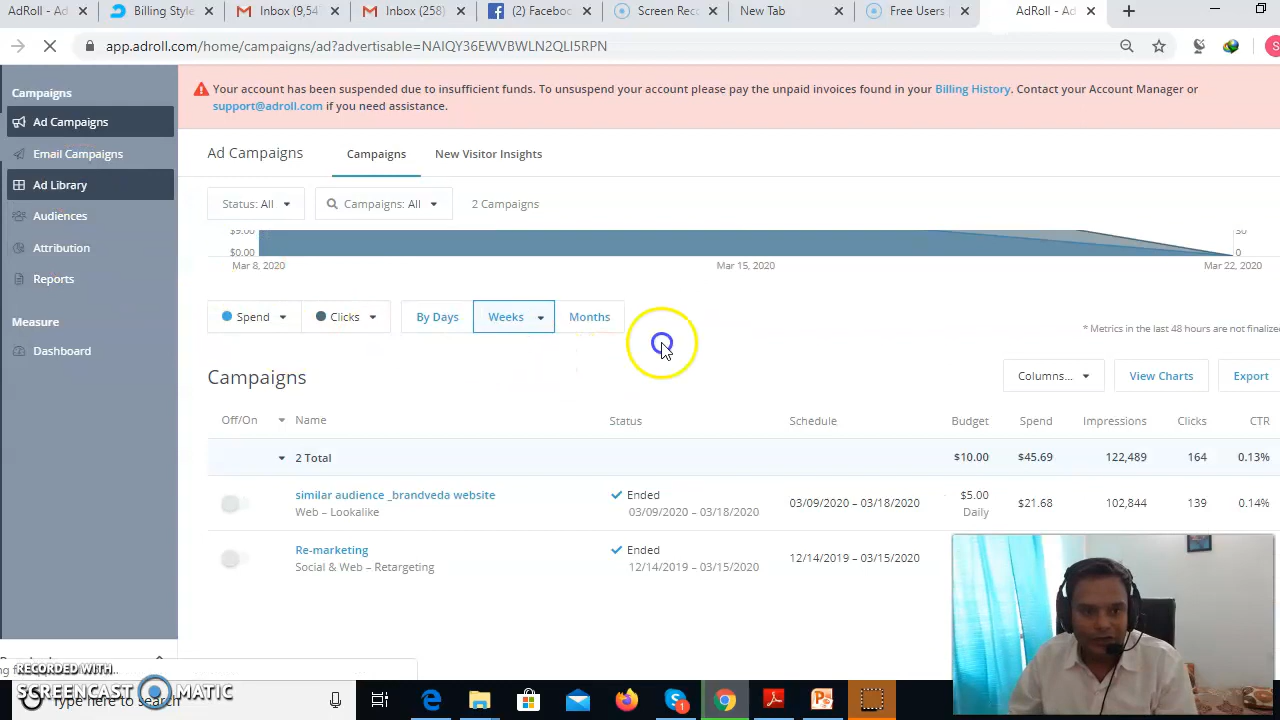 AdRoll - Ad
Billing Style
Inbox (9,54
Inbox (258)
(2) Faceboo
Screen Rec
New Tab
Free Users |
AdRoll - Ad
app.adroll.com/home/campaigns/ad?advertisable=NAIQY36EWVBWLN2QLI5RPN
Your account has been suspended due to insufficient funds. To unsuspend your account please pay the unpaid invoices found in your Billing History. Contact your Account Manager or
support@adroll.com if you need assistance.
Campaigns
Ad Campaigns
Email Campaigns
Ad Library
Audiences
Attribution
Reports
Measure
Dashboard
Ad Campaigns
Campaigns
New Visitor Insights
Status: All
Campaigns: All
2 Campaigns
$9.00
$0.00
50
0
Mar 8, 2020
Mar 15, 2020
Mar 22, 2020
Spend
Clicks
By Days
Weeks
Months
* Metrics in the last 48 hours are not finalize
Campaigns
Columns...
View Charts
Export
Off/On Name Status Schedule Budget Spend Impressions Clicks CTR
2 Total $10.00 $45.69 122,489 164 0.13%
similar audience _brandveda website
Web – Lookalike
Ended
03/09/2020 – 03/18/2020
03/09/2020 – 03/18/2020
$5.00
Daily
$21.68 102,844 139 0.14%
Re-marketing
Social & Web – Retargeting
Ended
12/14/2019 – 03/15/2020
12/14/2019 – 03/15/2020
RECORDED WITH
SCREENCAST MATIC
Type here to search